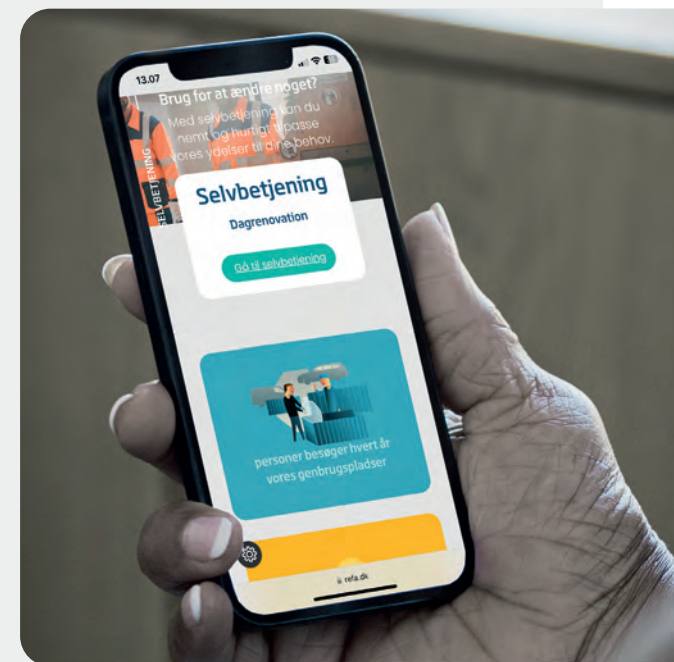 13.07
Brug for at ændre noget?
Med selvbetjening kan du
nemt og hurtigt tilpasse
vores ydelser til dine behov.
SELVBETJENING
Selvbetjening
Dagrenovation
Gå til selvbetjening
personer besøger hvert år
vores genbrugspladser
refa.dk